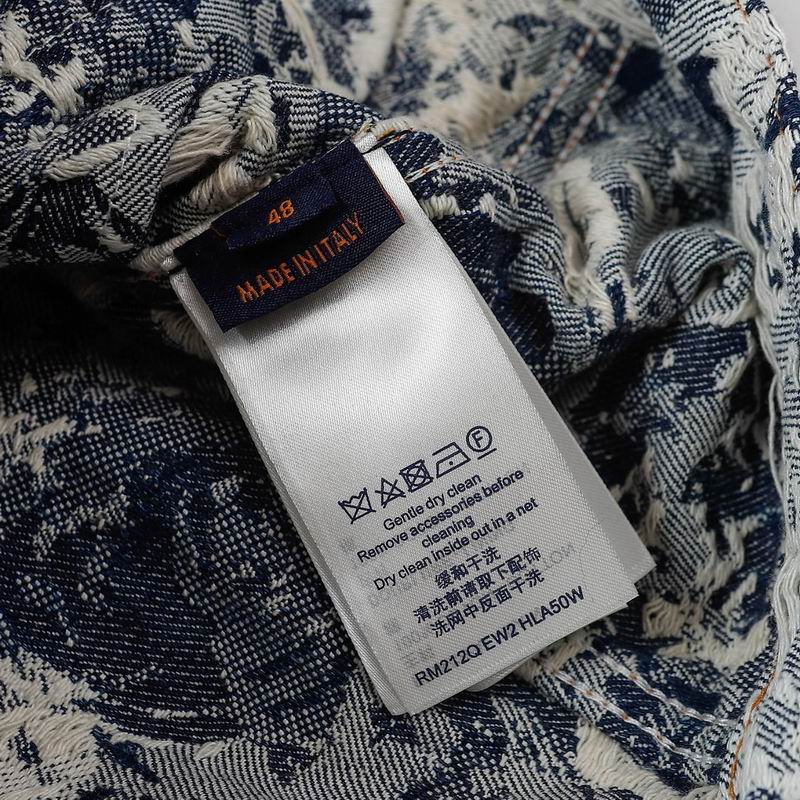 48
MADE IN ITALY
F
Gentle dry clean
Remove accessories before
cleaning
Dry clean inside out in a net
缓和干洗
清洗前请取下配饰
洗网中反面干洗
RM212Q EW2 HLA50W